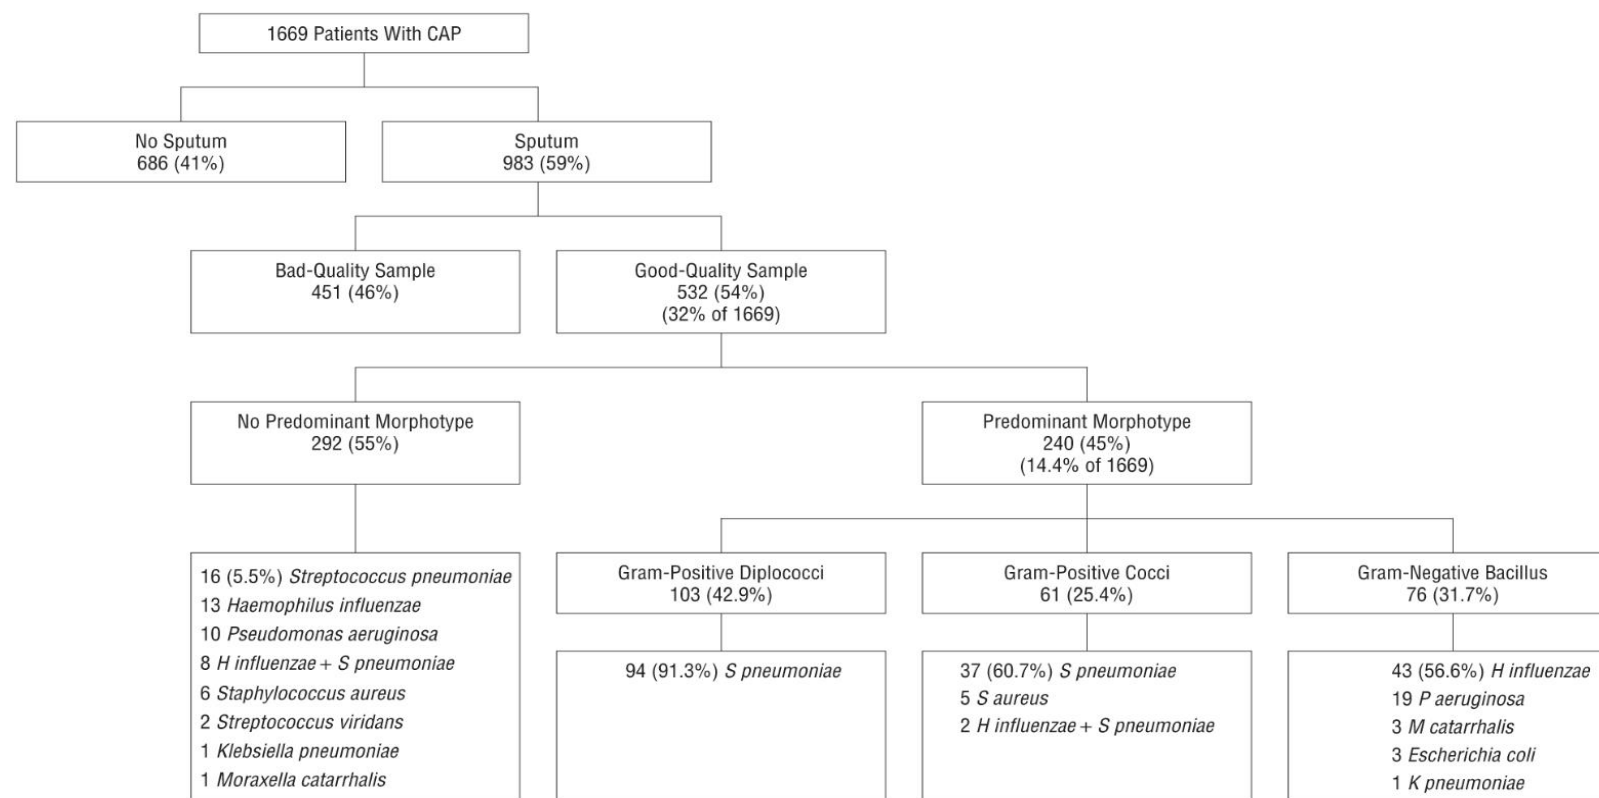 1669 Patients With CAP
No Sputum
686 (41%)
Sputum
983 (59%)
Bad-Quality Sample
451 (46%)
Good-Quality Sample
532 (54%)
(32% of 1669)
No Predominant Morphotype
292 (55%)
Predominant Morphotype
240 (45%)
(14.4% of 1669)
16 (5.5%) Streptococcus pneumoniae
13 Haemophilus influenzae
10 Pseudomonas aeruginosa
8 H influenzae + S pneumoniae
6 Staphylococcus aureus
2 Streptococcus viridans
1 Klebsiella pneumoniae
1 Moraxella catarrhalis
Gram-Positive Diplococci
103 (42.9%)
94 (91.3%) S pneumoniae
Gram-Positive Cocci
61 (25.4%)
37 (60.7%) S pneumoniae
5 S aureus
2 H influenzae + S pneumoniae
Gram-Negative Bacillus
76 (31.7%)
43 (56.6%) H influenzae
19 P aeruginosa
3 M catarrhalis
3 Escherichia coli
1 K pneumoniae